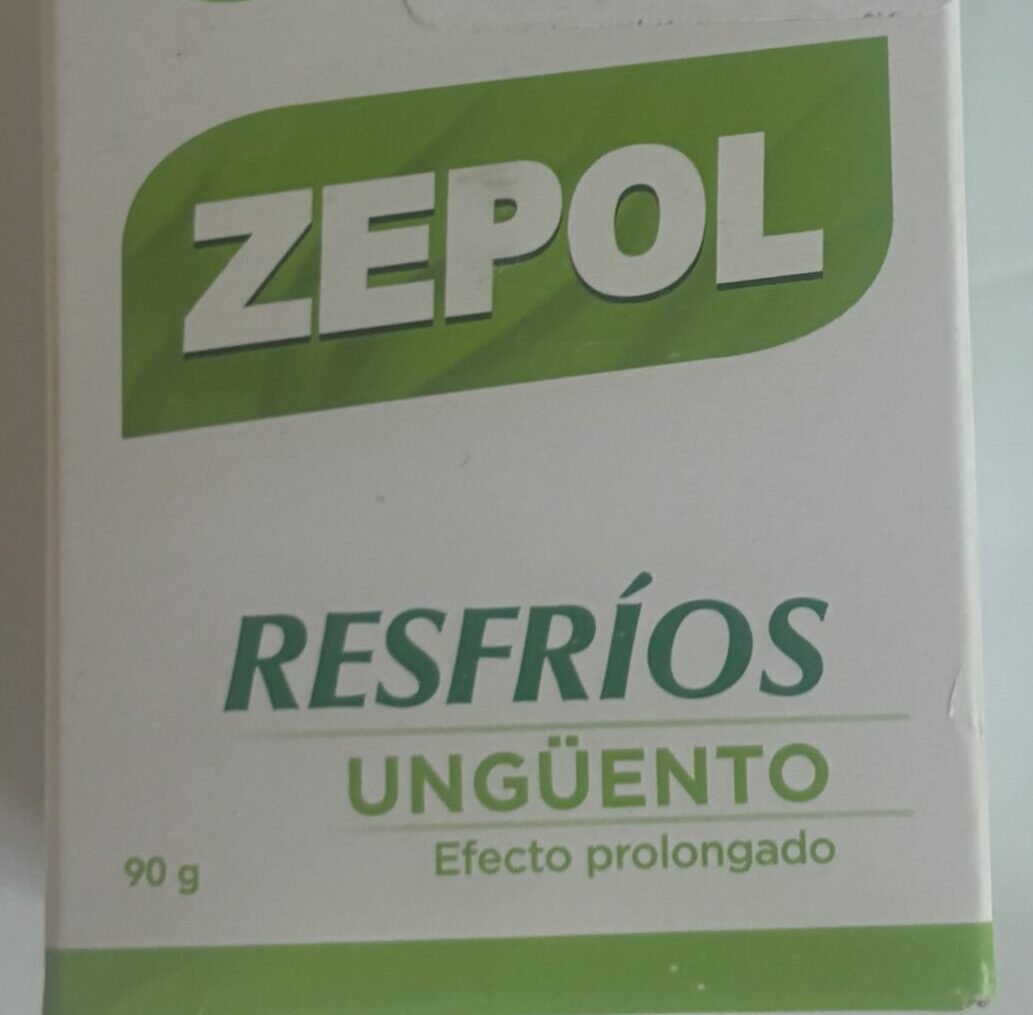 ZEPOL
RESFRÍOS
UNGÜENTO
Efecto prolongado
90 g